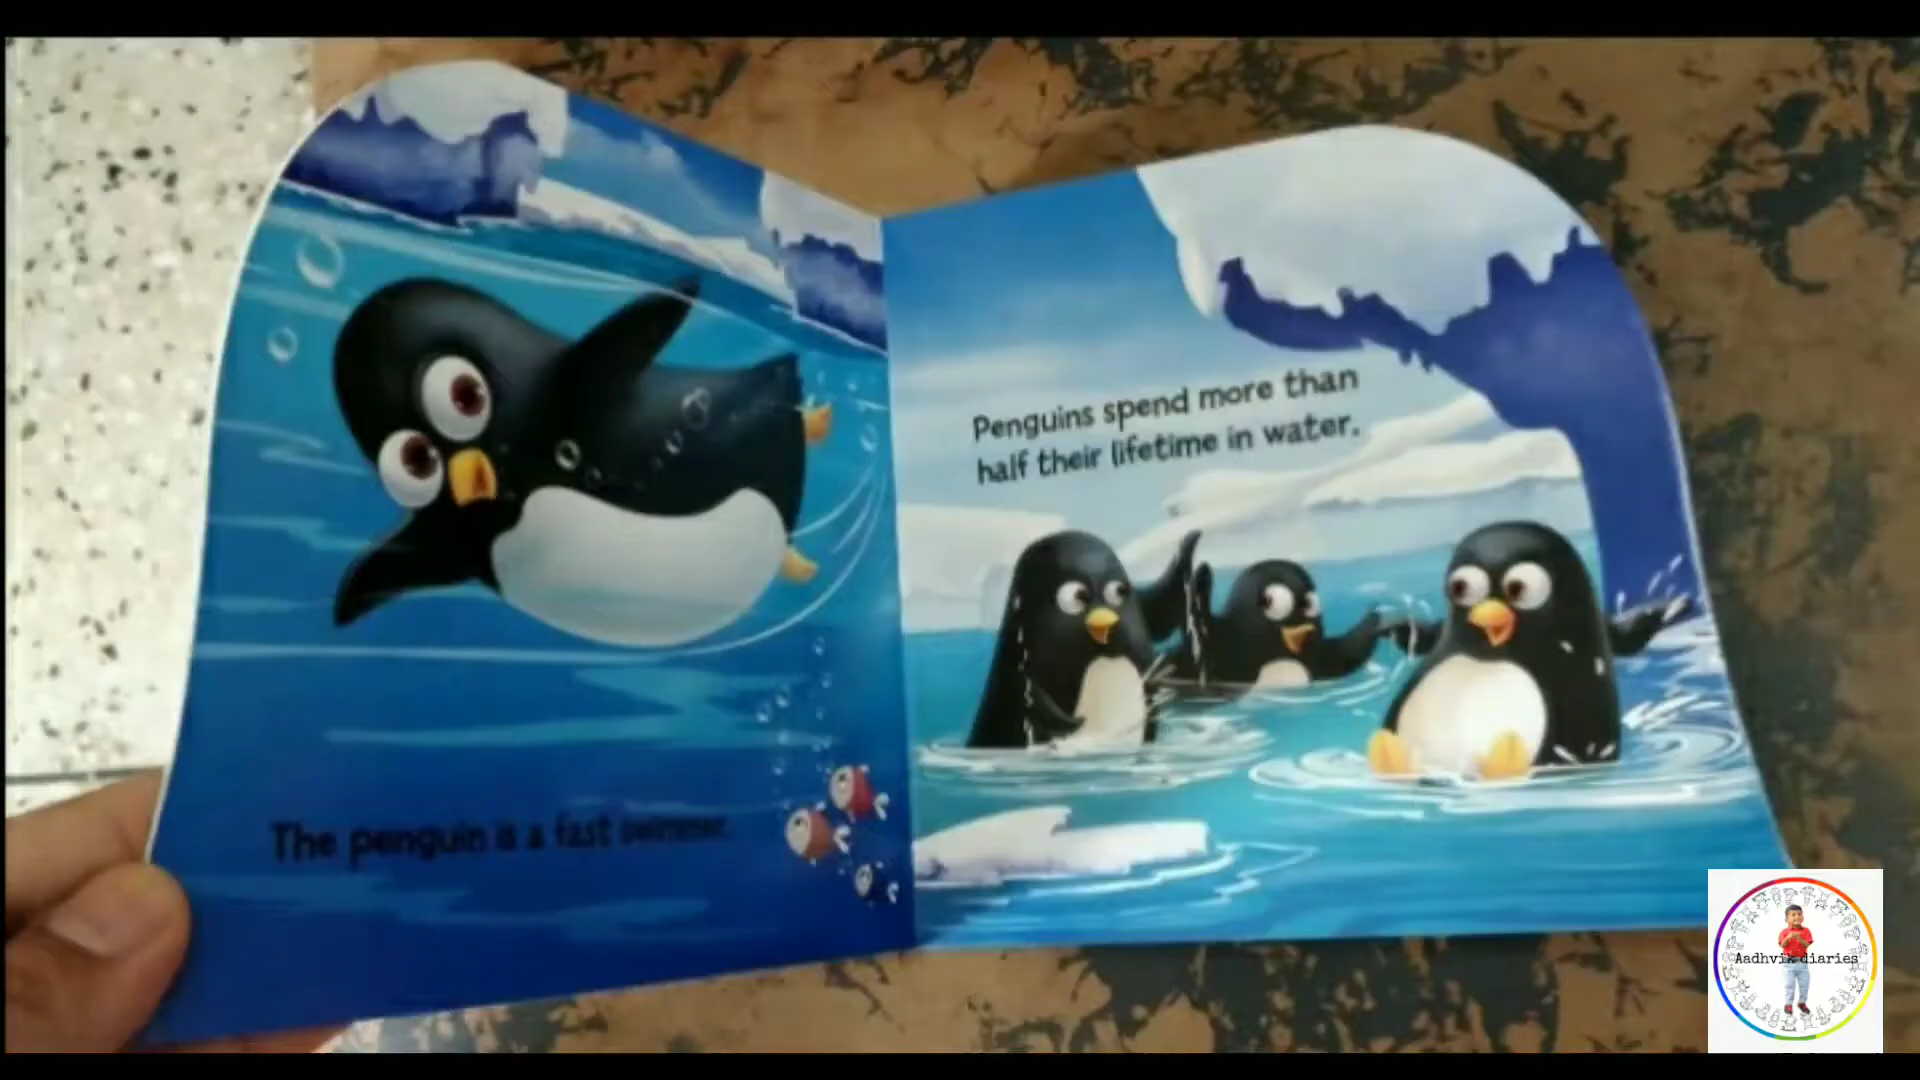 The penguin is a fast swimmer.
Penguins spend more than
half their lifetime in water.
Aadhvik diaries